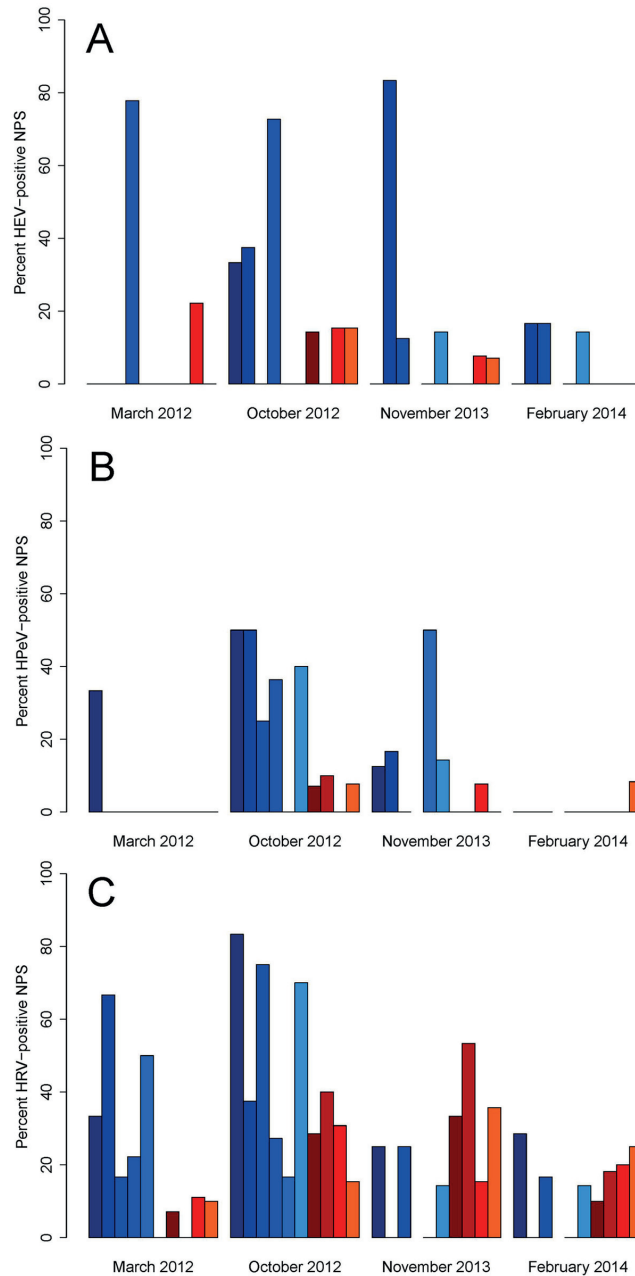 A
Percent HEV-positive NPS
100
80
60
40
20
0
March 2012 October 2012 November 2013 February 2014
B
Percent HPeV-positive NPS
100
80
60
40
20
0
March 2012 October 2012 November 2013 February 2014
C
Percent HRV-positive NPS
100
80
60
40
20
0
March 2012 October 2012 November 2013 February 2014